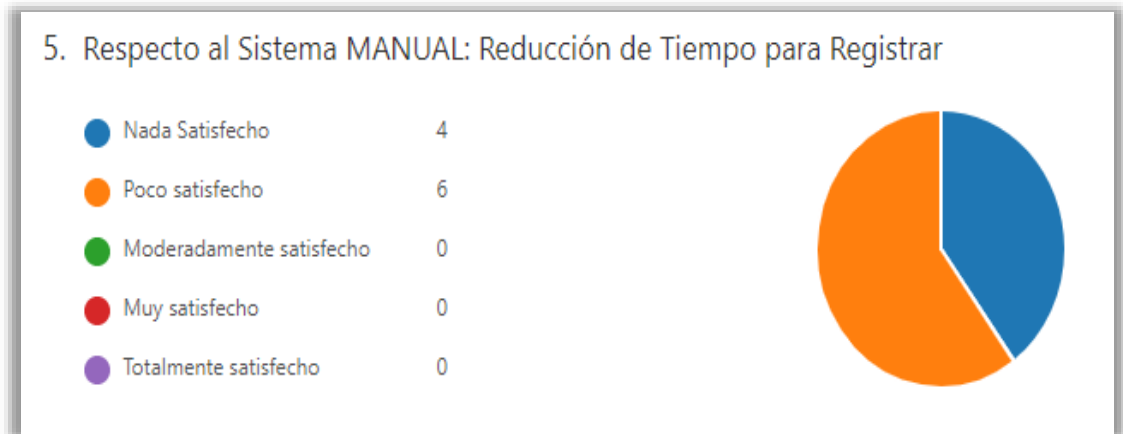 5. Respecto al Sistema MANUAL: Reducción de Tiempo para Registrar
Nada Satisfecho 4
Poco satisfecho 6
Moderadamente satisfecho 0
Muy satisfecho 0
Totalmente satisfecho 0